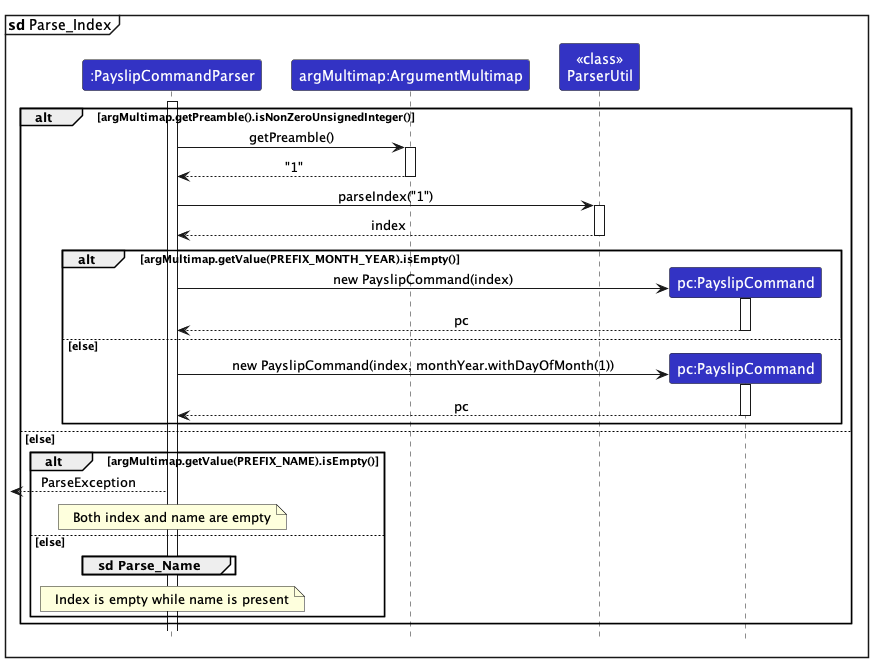 sd Parse_Index
:PayslipCommandParser
argMultimap:ArgumentMultimap
«class»
ParserUtil
alt
[argMultimap.getPreamble().isNonZeroUnsignedInteger()]
getPreamble()
"1"
parseIndex("1")
index
alt
[argMultimap.getValue(PREFIX_MONTH_YEAR).isEmpty()]
new PayslipCommand(index)
pc:PayslipCommand
pc
[else]
new PayslipCommand(index, monthYear.withDayOfMonth(1))
pc:PayslipCommand
pc
[else]
alt
[argMultimap.getValue(PREFIX_NAME).isEmpty()]
ParseException
Both index and name are empty
[else]
sd Parse_Name
Index is empty while name is present